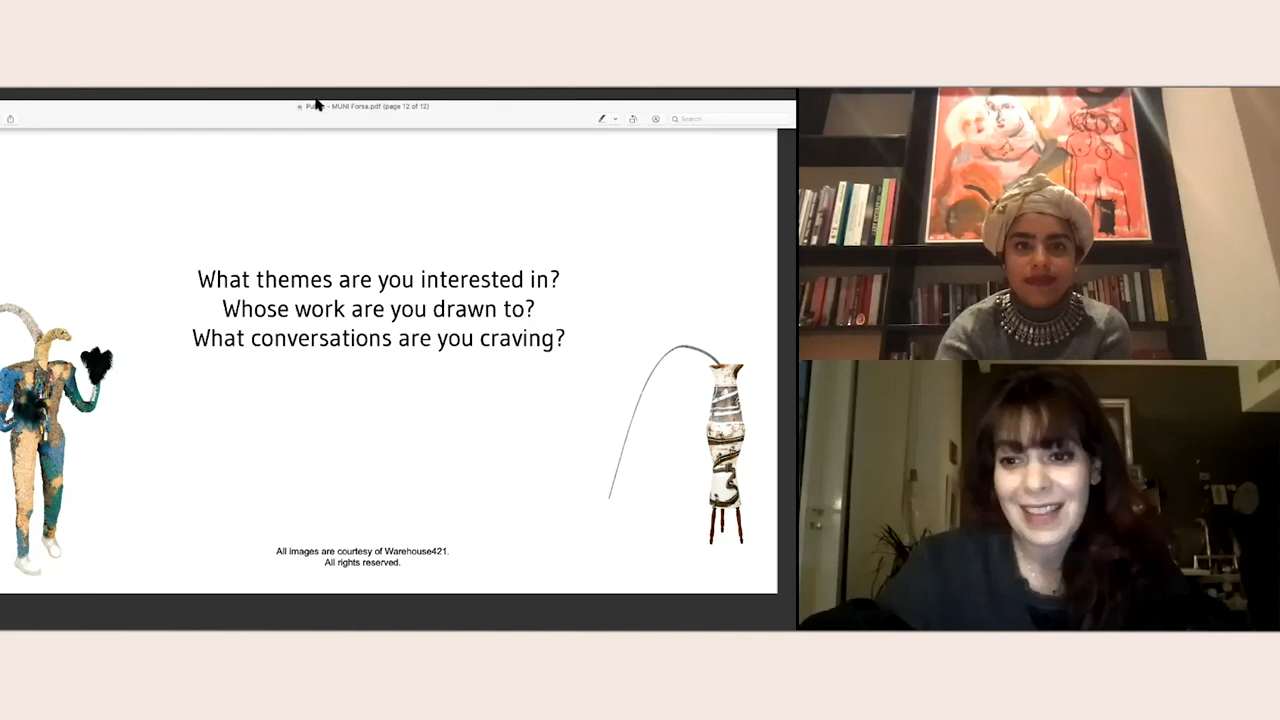 - MUNI Forsa.pdf (page 12 of 12)
Search
What themes are you interested in?
Whose work are you drawn to?
What conversations are you craving?
All images are courtesy of Warehouse421.
All rights reserved.